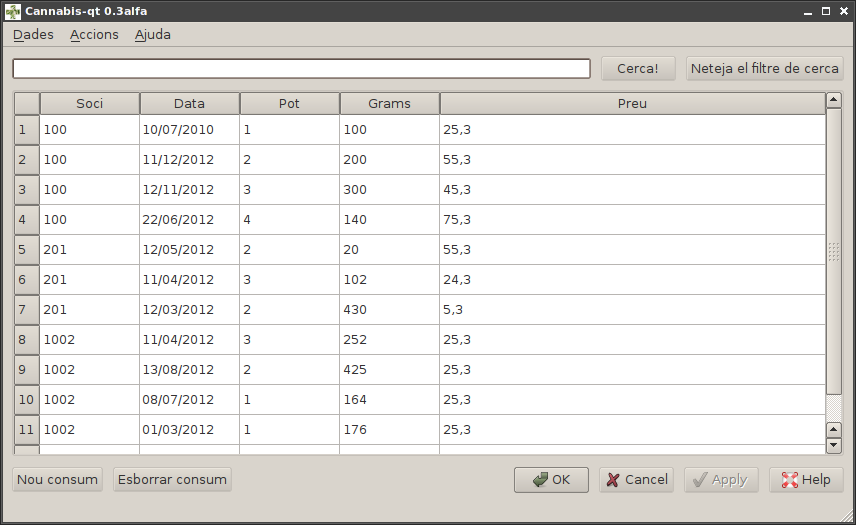 Cannabis-qt 0.3alfa
Dades Accions Ajuda
Cerca! Neteja el filtre de cerca
Soci Data Pot Grams Preu
1 100 10/07/2010 1 100 25,3
2 100 11/12/2012 2 200 55,3
3 100 12/11/2012 3 300 45,3
4 100 22/06/2012 4 140 75,3
5 201 12/05/2012 2 20 55,3
6 201 11/04/2012 3 102 24,3
7 201 12/03/2012 2 430 5,3
8 1002 11/04/2012 3 252 25,3
9 1002 13/08/2012 2 425 25,3
10 1002 08/07/2012 1 164 25,3
11 1002 01/03/2012 1 176 25,3
Nou consum Esborrar consum OK Cancel Apply Help